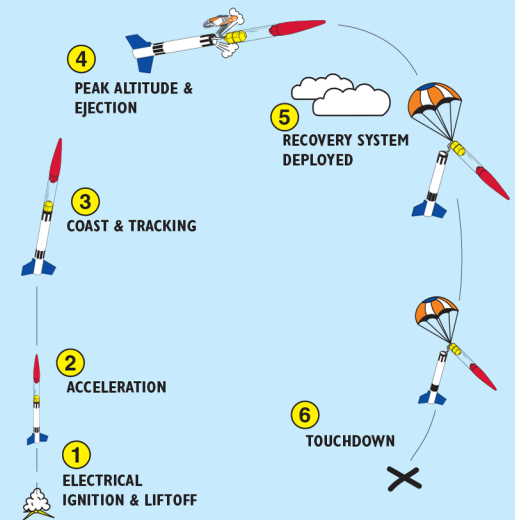 4
PEAK ALTITUDE &
EJECTION
5
RECOVERY SYSTEM
DEPLOYED
3
COAST & TRACKING
2
ACCELERATION
6
TOUCHDOWN
1
ELECTRICAL
IGNITION & LIFTOFF